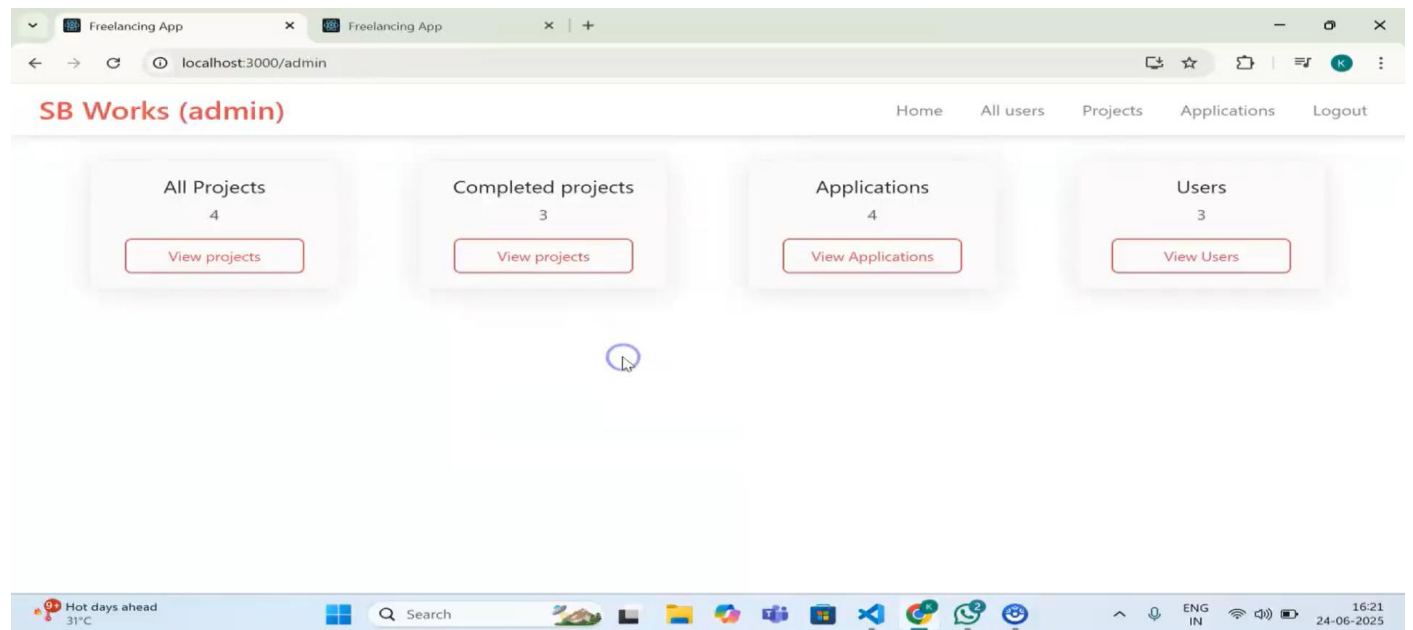 Freelancing App
Freelancing App
localhost:3000/admin
K
SB Works (admin)
Home All users Projects Applications Logout
All Projects
4
View projects
Completed projects
3
View projects
Applications
4
View Applications
Users
3
View Users
9+
Hot days ahead
31°C
Search
K
2
ENG
IN
16:21
24-06-2025